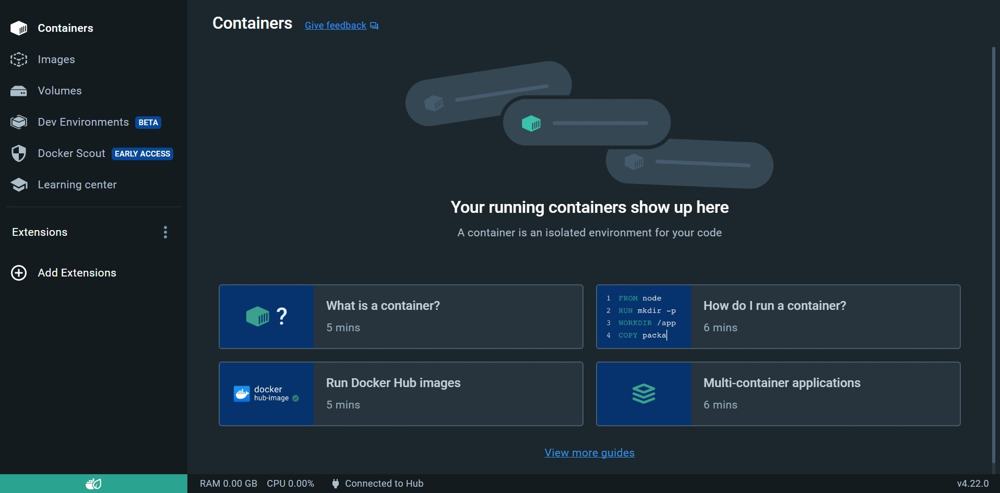 Containers
Images
Volumes
Dev Environments BETA
Docker Scout EARLY ACCESS
Learning center
Extensions
Add Extensions
Containers Give feedback
Your running containers show up here
A container is an isolated environment for your code
?
What is a container?
5 mins
1 FROM node
2 RUN mkdir -p
3 WORKDIR /app
4 COPY packa
How do I run a container?
6 mins
docker
hub-image
Run Docker Hub images
5 mins
Multi-container applications
6 mins
View more guides
RAM 0.00 GB CPU 0.00% Connected to Hub v4.22.0